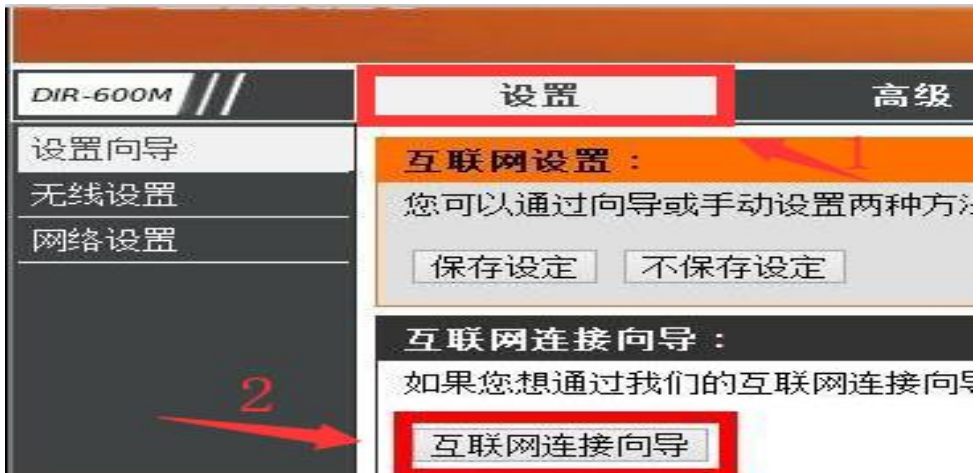 DIR-600M
设置
高级
1
设置向导
无线设置
网络设置
互联网设置：
您可以通过向导或手动设置两种方法
保存设定 不保存设定
互联网连接向导：
如果您想通过我们的互联网连接向导
2
互联网连接向导